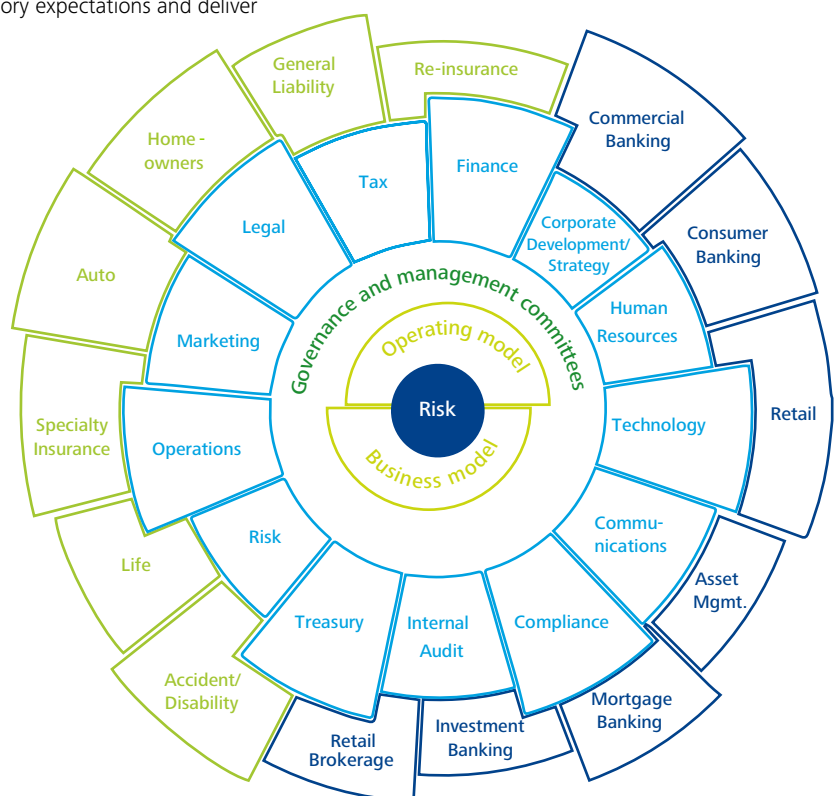 ory expectations and deliver
General
Liability
Re-insurance
Commercial
Banking
Home-
owners
Tax
Finance
Legal
Corporate
Development/
Strategy
Consumer
Banking
Auto
Governance and management committees
Human
Resources
Marketing
Operating model
Risk
Business model
Technology
Retail
Specialty
Insurance
Operations
Commu-
nications
Risk
Life
Asset
Mgmt.
Treasury
Internal
Audit
Compliance
Accident/
Disability
Mortgage
Banking
Retail
Brokerage
Investment
Banking